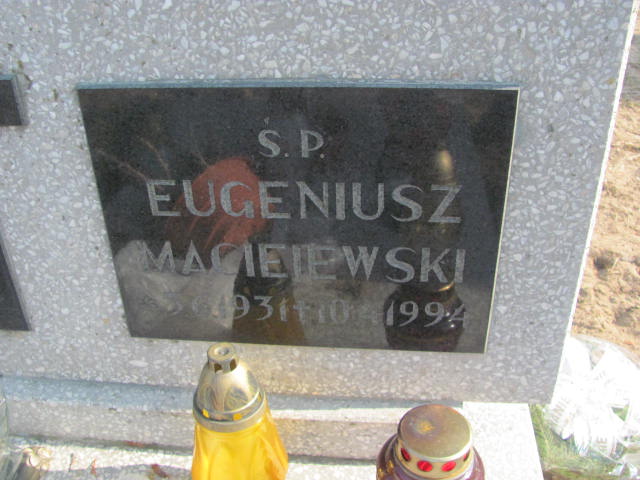 Ś.P.
EUGENIUSZ
MACIEJEWSKI
1931 † 1994